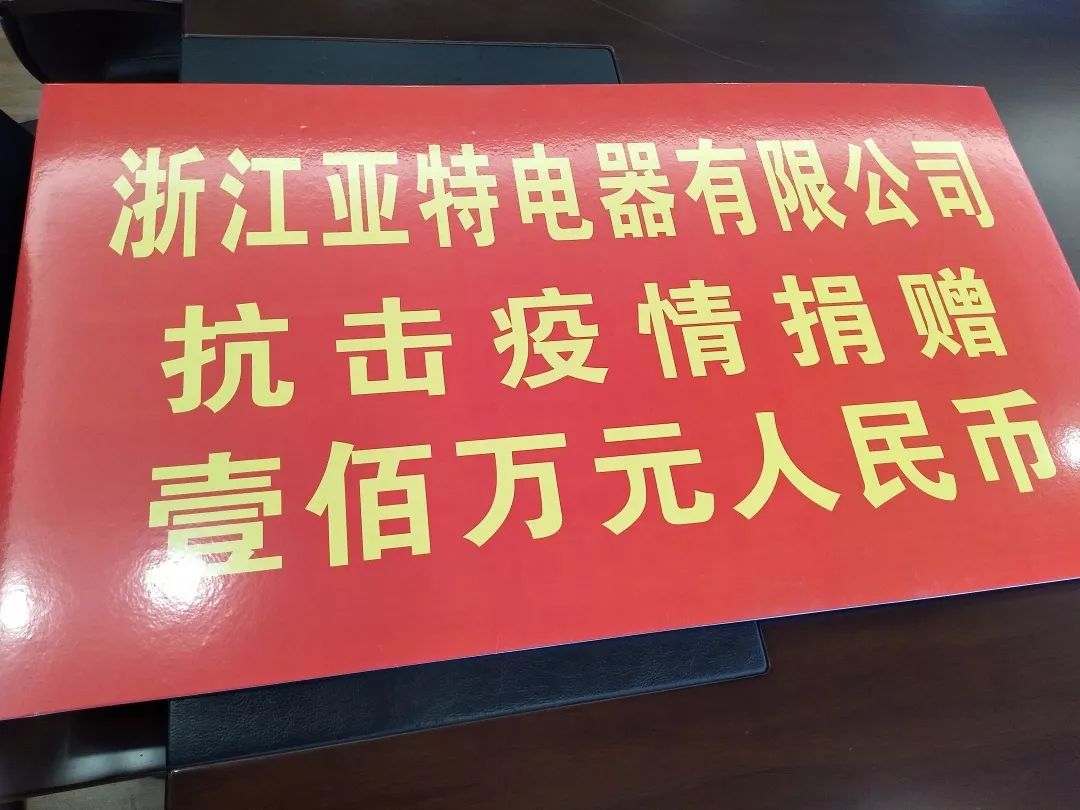 浙江亚特电器有限公司
抗击疫情捐赠
壹佰万元人民币